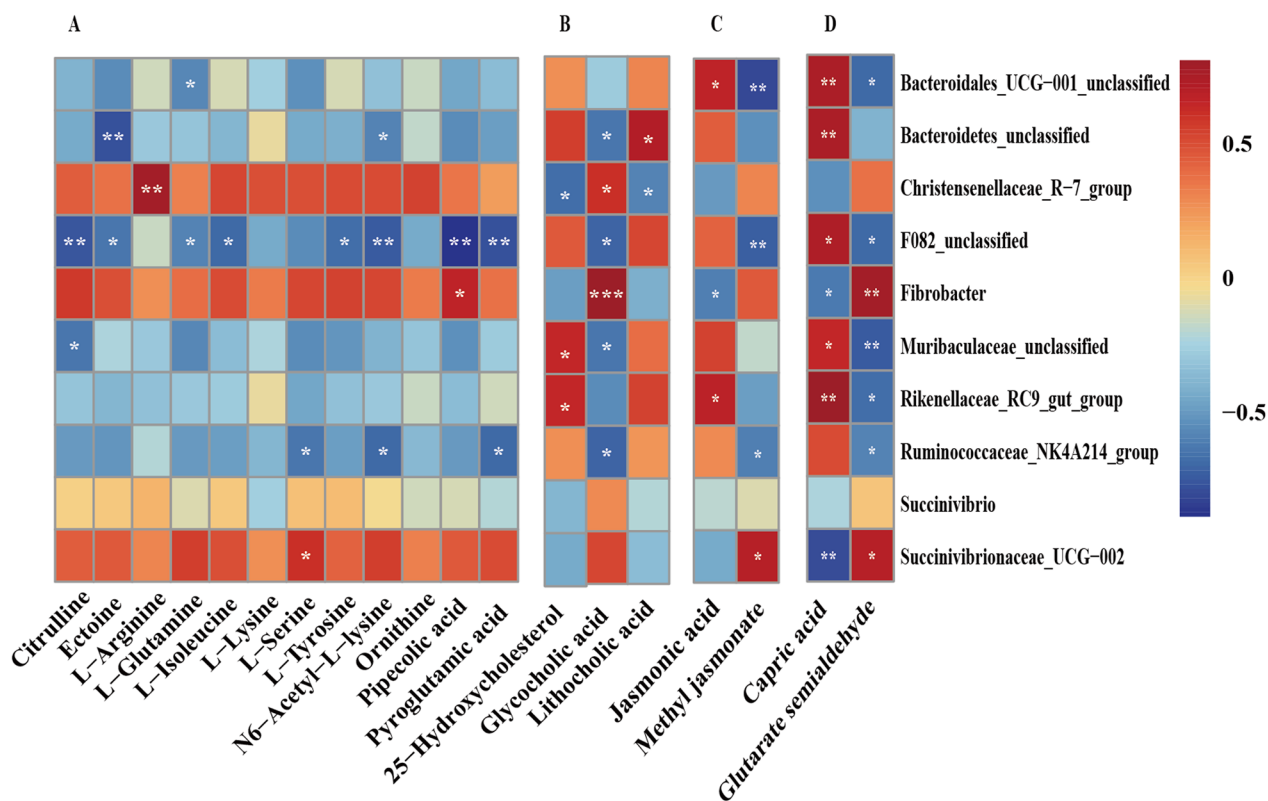 A B C D
* * ** ** * Bacteroidales_UCG−001_unclassified
** * * * ** Bacteroidetes_unclassified
** * * * Christensenellaceae_R−7_group
** * * * * ** ** ** * ** * * F082_unclassified
* *** * * ** Fibrobacter
* * * * ** Muribaculaceae_unclassified
* * ** * Rikenellaceae_RC9_gut_group
* * * * * * Ruminococcaceae_NK4A214_group
Succinivibrio
* * ** * Succinivibrionaceae_UCG−002
0.5
0
−0.5
Citrulline
Ectoine
L−Arginine
L−Glutamine
L−Isoleucine
L−Lysine
L−Serine
L−Tyrosine
N6−Acetyl−L−lysine
Ornithine
Pipecolic acid
Pyroglutamic acid
25−Hydroxycholesterol
Glycocholic acid
Lithocholic acid
Jasmonic acid
Methyl jasmonate
Capric acid
Glutarate semialdehyde